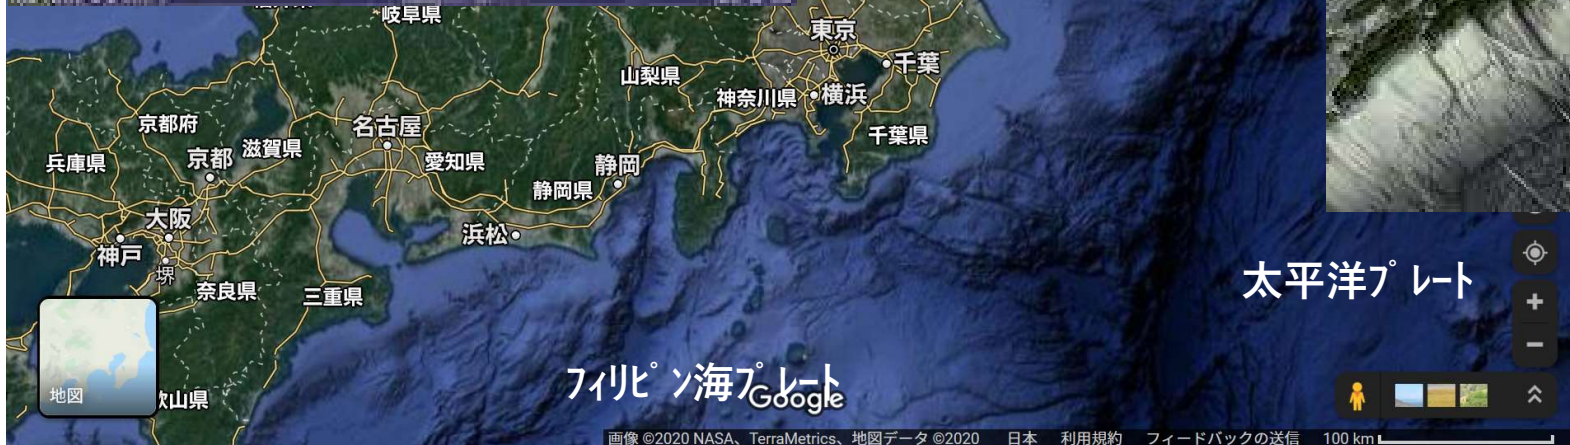 岐阜県
東京
千葉
山梨県
神奈川県
横浜
千葉県
京都府
名古屋
兵庫県
京都
滋賀県
愛知県
静岡
静岡県
大阪
浜松
神戸
堺
奈良県
三重県
太平洋ﾌﾟﾚｰﾄ
地図
歌山県
ﾌｨﾘﾋﾟﾝ海ﾌﾟﾚｰﾄ
Google
画像 ©2020 NASA、TerraMetrics、地図データ ©2020 日本 利用規約 フィードバックの送信 100 km